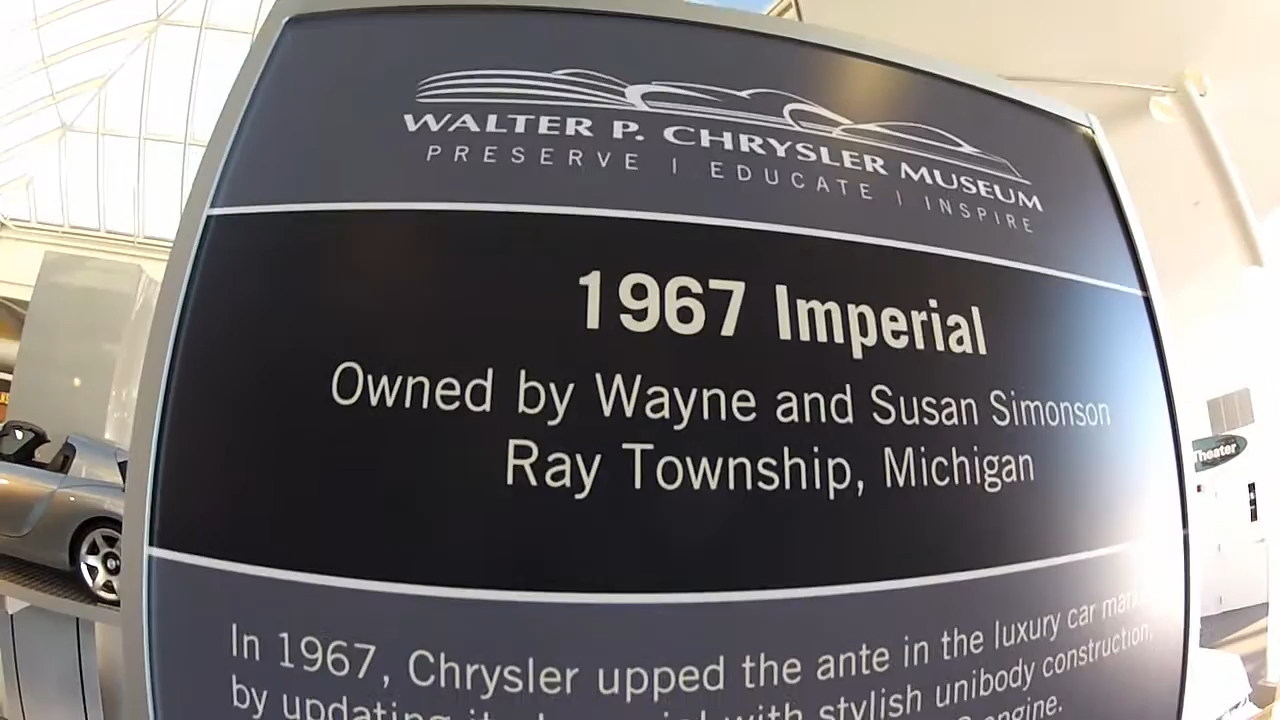 WALTER P. CHRYSLER MUSEUM
PRESERVE | EDUCATE | INSPIRE
1967 Imperial
Owned by Wayne and Susan Simonson
Ray Township, Michigan
In 1967, Chrysler upped the ante in the luxury car
by updating with stylish unibody construction,
engine.
Theater